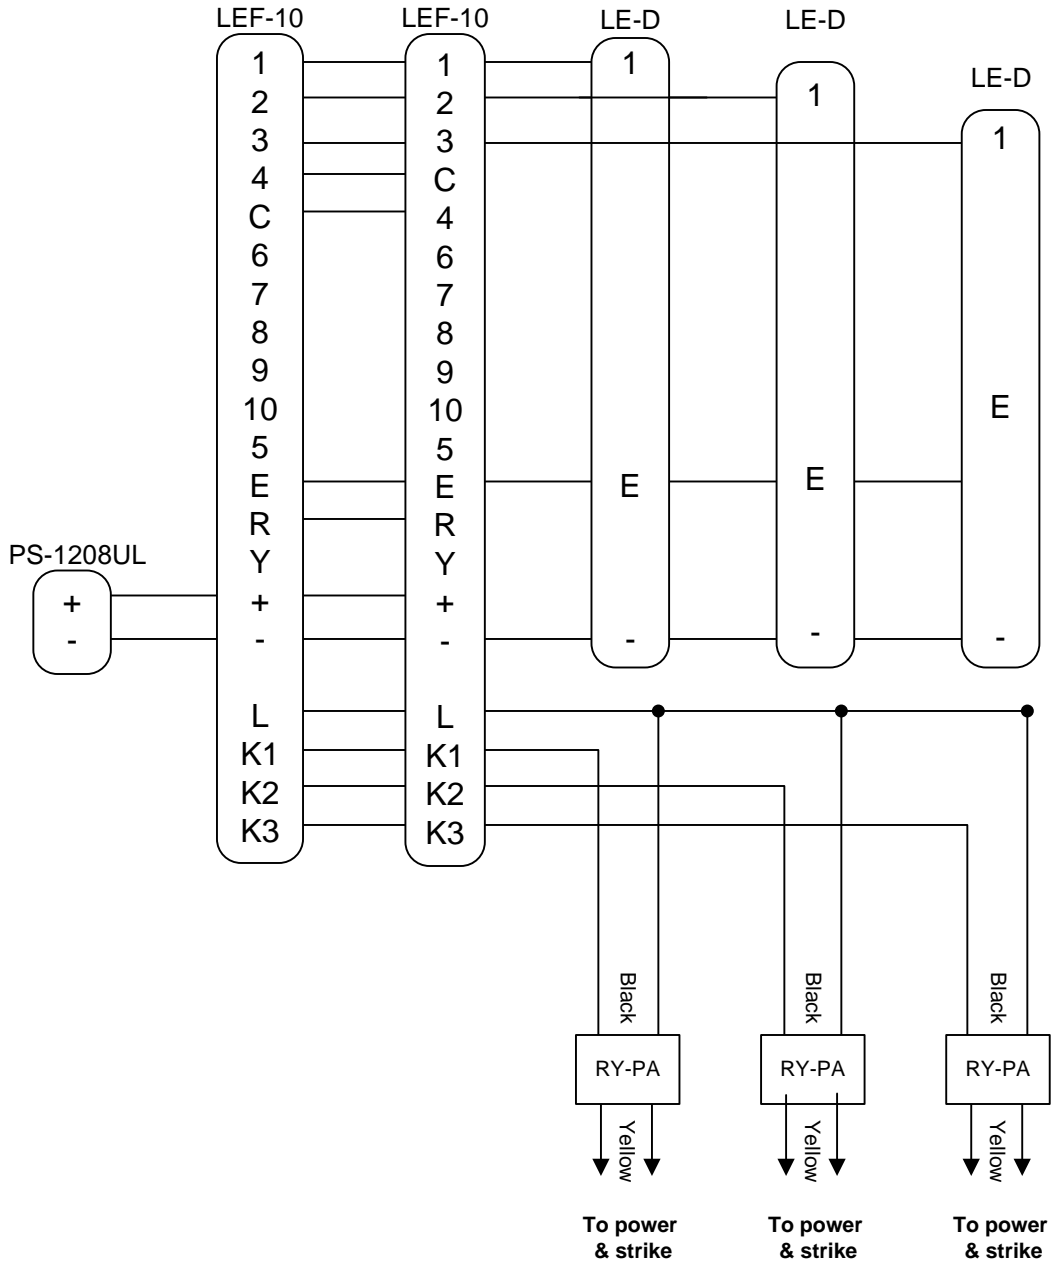 LEF-10
LEF-10
LE-D
LE-D
LE-D
1
2
3
4
C
6
7
8
9
10
5
E
R
Y
+
-
L
K1
K2
K3
1
2
3
C
4
6
7
8
9
10
5
E
R
Y
+
-
L
K1
K2
K3
1
E
-
1
E
-
1
E
-
PS-1208UL
+
-
Black
Black
Black
RY-PA
RY-PA
RY-PA
Yellow
Yellow
Yellow
To power
& strike
To power
& strike
To power
& strike